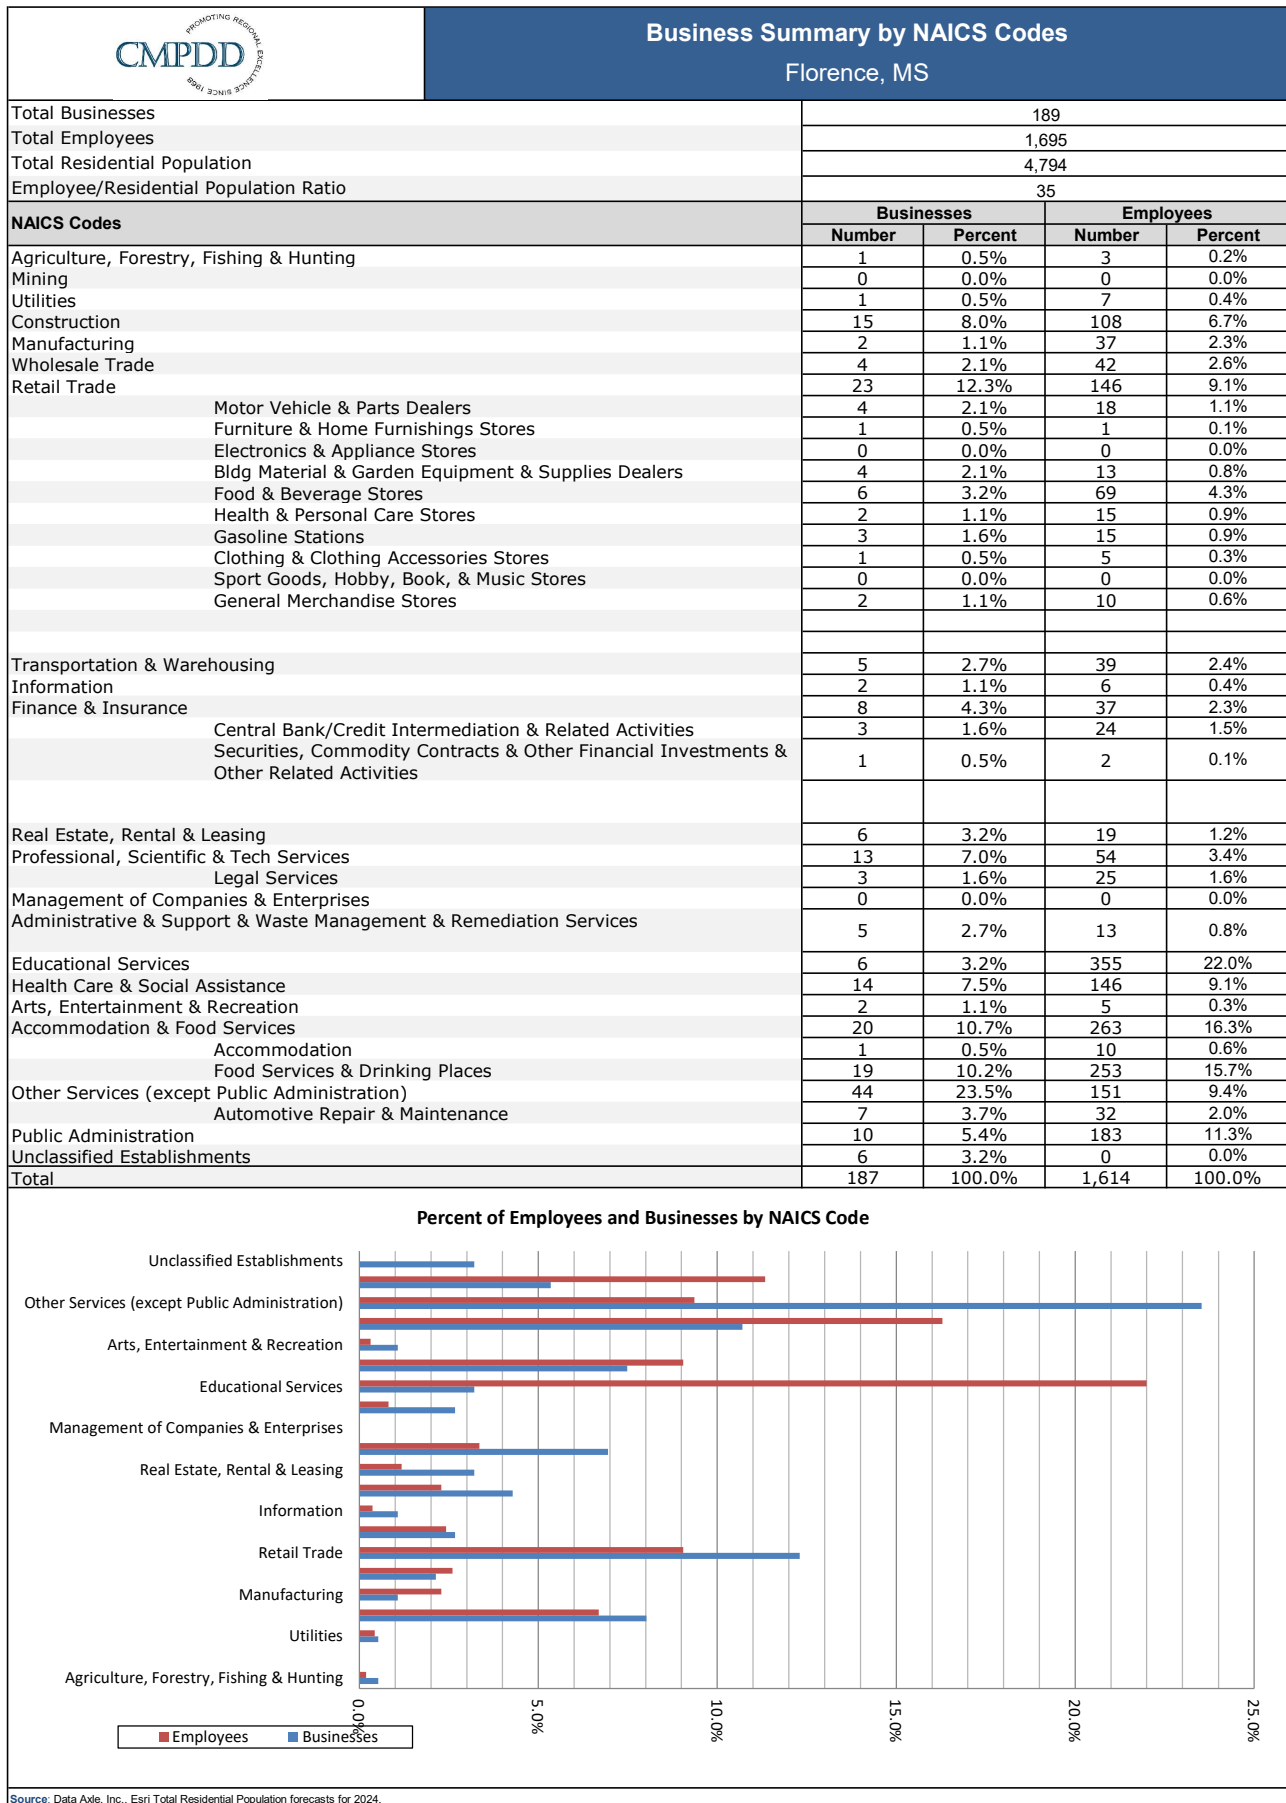 PROMOTING REGIONAL EXCELLENCE SINCE 1968
CMPDD
Business Summary by NAICS Codes
Florence, MS
Total Businesses 189
Total Employees 1,695
Total Residential Population 4,794
Employee/Residential Population Ratio 35
NAICS Codes Businesses Employees
Number Percent Number Percent
Agriculture, Forestry, Fishing & Hunting 1 0.5% 3 0.2%
Mining 0 0.0% 0 0.0%
Utilities 1 0.5% 7 0.4%
Construction 15 8.0% 108 6.7%
Manufacturing 2 1.1% 37 2.3%
Wholesale Trade 4 2.1% 42 2.6%
Retail Trade 23 12.3% 146 9.1%
Motor Vehicle & Parts Dealers 4 2.1% 18 1.1%
Furniture & Home Furnishings Stores 1 0.5% 1 0.1%
Electronics & Appliance Stores 0 0.0% 0 0.0%
Bldg Material & Garden Equipment & Supplies Dealers 4 2.1% 13 0.8%
Food & Beverage Stores 6 3.2% 69 4.3%
Health & Personal Care Stores 2 1.1% 15 0.9%
Gasoline Stations 3 1.6% 15 0.9%
Clothing & Clothing Accessories Stores 1 0.5% 5 0.3%
Sport Goods, Hobby, Book, & Music Stores 0 0.0% 0 0.0%
General Merchandise Stores 2 1.1% 10 0.6%
Transportation & Warehousing 5 2.7% 39 2.4%
Information 2 1.1% 6 0.4%
Finance & Insurance 8 4.3% 37 2.3%
Central Bank/Credit Intermediation & Related Activities 3 1.6% 24 1.5%
Securities, Commodity Contracts & Other Financial Investments &
Other Related Activities 1 0.5% 2 0.1%
Real Estate, Rental & Leasing 6 3.2% 19 1.2%
Professional, Scientific & Tech Services 13 7.0% 54 3.4%
Legal Services 3 1.6% 25 1.6%
Management of Companies & Enterprises 0 0.0% 0 0.0%
Administrative & Support & Waste Management & Remediation Services 5 2.7% 13 0.8%
Educational Services 6 3.2% 355 22.0%
Health Care & Social Assistance 14 7.5% 146 9.1%
Arts, Entertainment & Recreation 2 1.1% 5 0.3%
Accommodation & Food Services 20 10.7% 263 16.3%
Accommodation 1 0.5% 10 0.6%
Food Services & Drinking Places 19 10.2% 253 15.7%
Other Services (except Public Administration) 44 23.5% 151 9.4%
Automotive Repair & Maintenance 7 3.7% 32 2.0%
Public Administration 10 5.4% 183 11.3%
Unclassified Establishments 6 3.2% 0 0.0%
Total 187 100.0% 1,614 100.0%
Percent of Employees and Businesses by NAICS Code
Unclassified Establishments
Other Services (except Public Administration)
Arts, Entertainment & Recreation
Educational Services
Management of Companies & Enterprises
Real Estate, Rental & Leasing
Information
Retail Trade
Manufacturing
Utilities
Agriculture, Forestry, Fishing & Hunting
0.0% 5.0% 10.0% 15.0% 20.0% 25.0%
Employees Businesses
Source: Data Axle, Inc., Esri Total Residential Population forecasts for 2024.